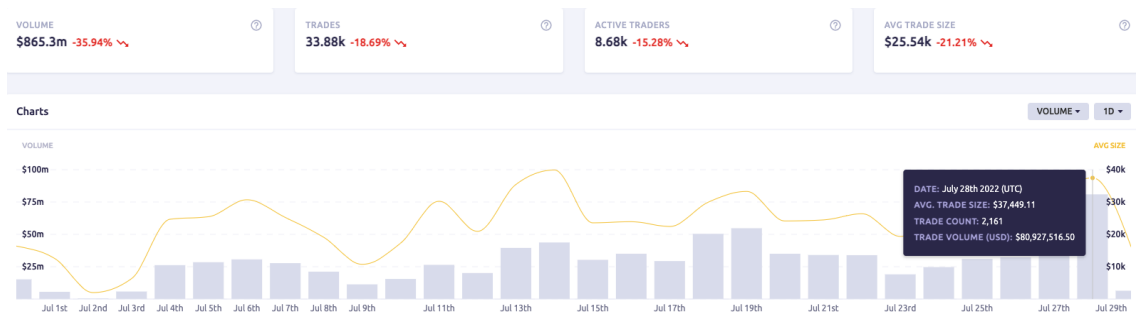 VOLUME
$865.3m -35.94%
TRADES
33.88k -18.69%
ACTIVE TRADERS
8.68k -15.28%
AVG TRADE SIZE
$25.54k -21.21%
Charts
VOLUME 1D
VOLUME AVG SIZE
$100m $40k
$75m $30k
$50m $20k
$25m $10k
DATE: July 28th 2022 (UTC)
AVG. TRADE SIZE: $37,449.11
TRADE COUNT: 2,161
TRADE VOLUME (USD): $80,927,516.50
Jul 1st Jul 2nd Jul 3rd Jul 4th Jul 5th Jul 6th Jul 7th Jul 8th Jul 9th Jul 11th Jul 13th Jul 15th Jul 17th Jul 19th Jul 21st Jul 23rd Jul 25th Jul 27th Jul 29th